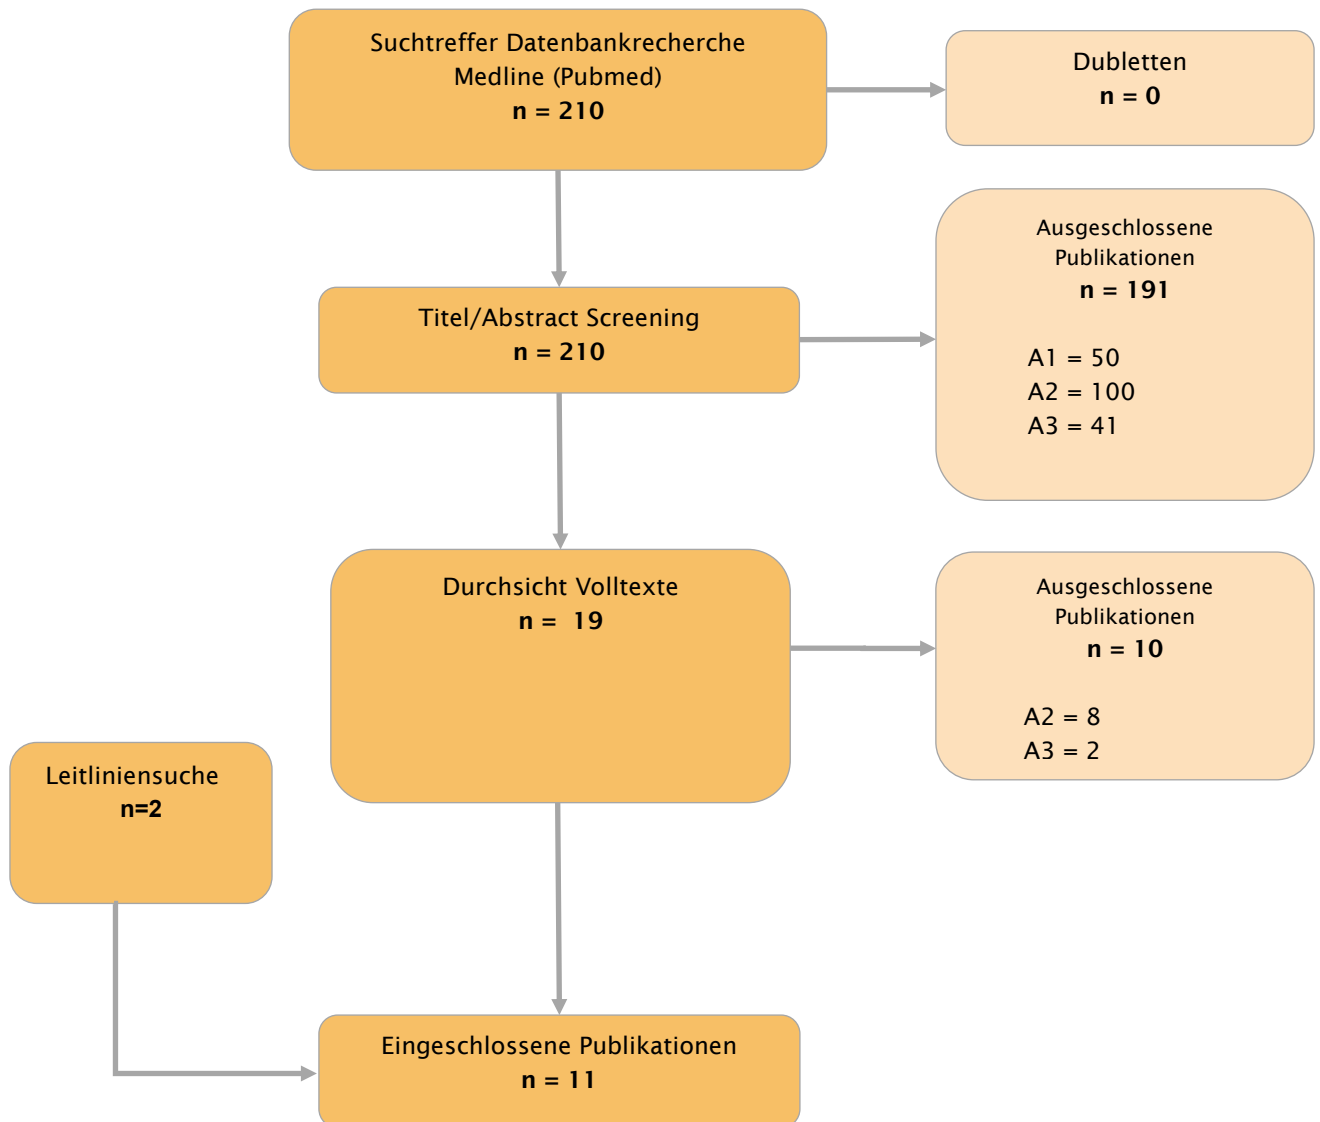 Suchtreffer Datenbankrecherche
Medline (Pubmed)
n = 210
Dubletten
n = 0
Ausgeschlossene
Publikationen
n = 191
A1 = 50
A2 = 100
A3 = 41
Titel/Abstract Screening
n = 210
Durchsicht Volltexte
n = 19
Ausgeschlossene
Publikationen
n = 10
A2 = 8
A3 = 2
Leitliniensuche
n=2
Eingeschlossene Publikationen
n = 11